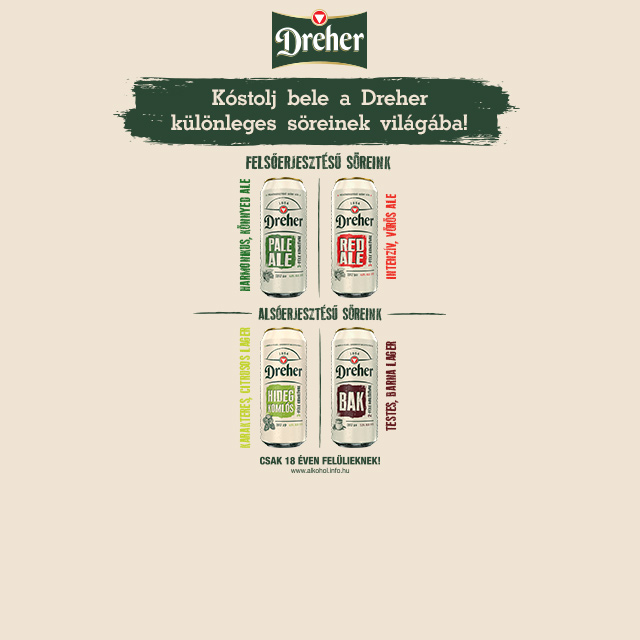 Dreher
Kóstolj bele a Dreher
különleges söreinek világába!
FELSŐERJESZTÉSŰ SÖREINK
HARMONIKUS, KÖNNYED ALE
Dreher
PALE
ALE
Dreher
RED
ALE
INTENZÍV, VÖRÖS ALE
ALSÓERJESZTÉSŰ SÖREINK
KARAKTERES, CITRUSOS LAGER
Dreher
HIDEG
KOMLÓS
Dreher
BAK
TESTES, BARNA LAGER
CSAK 18 ÉVEN FELÜLIEKNEK!
www.alkohol.info.hu